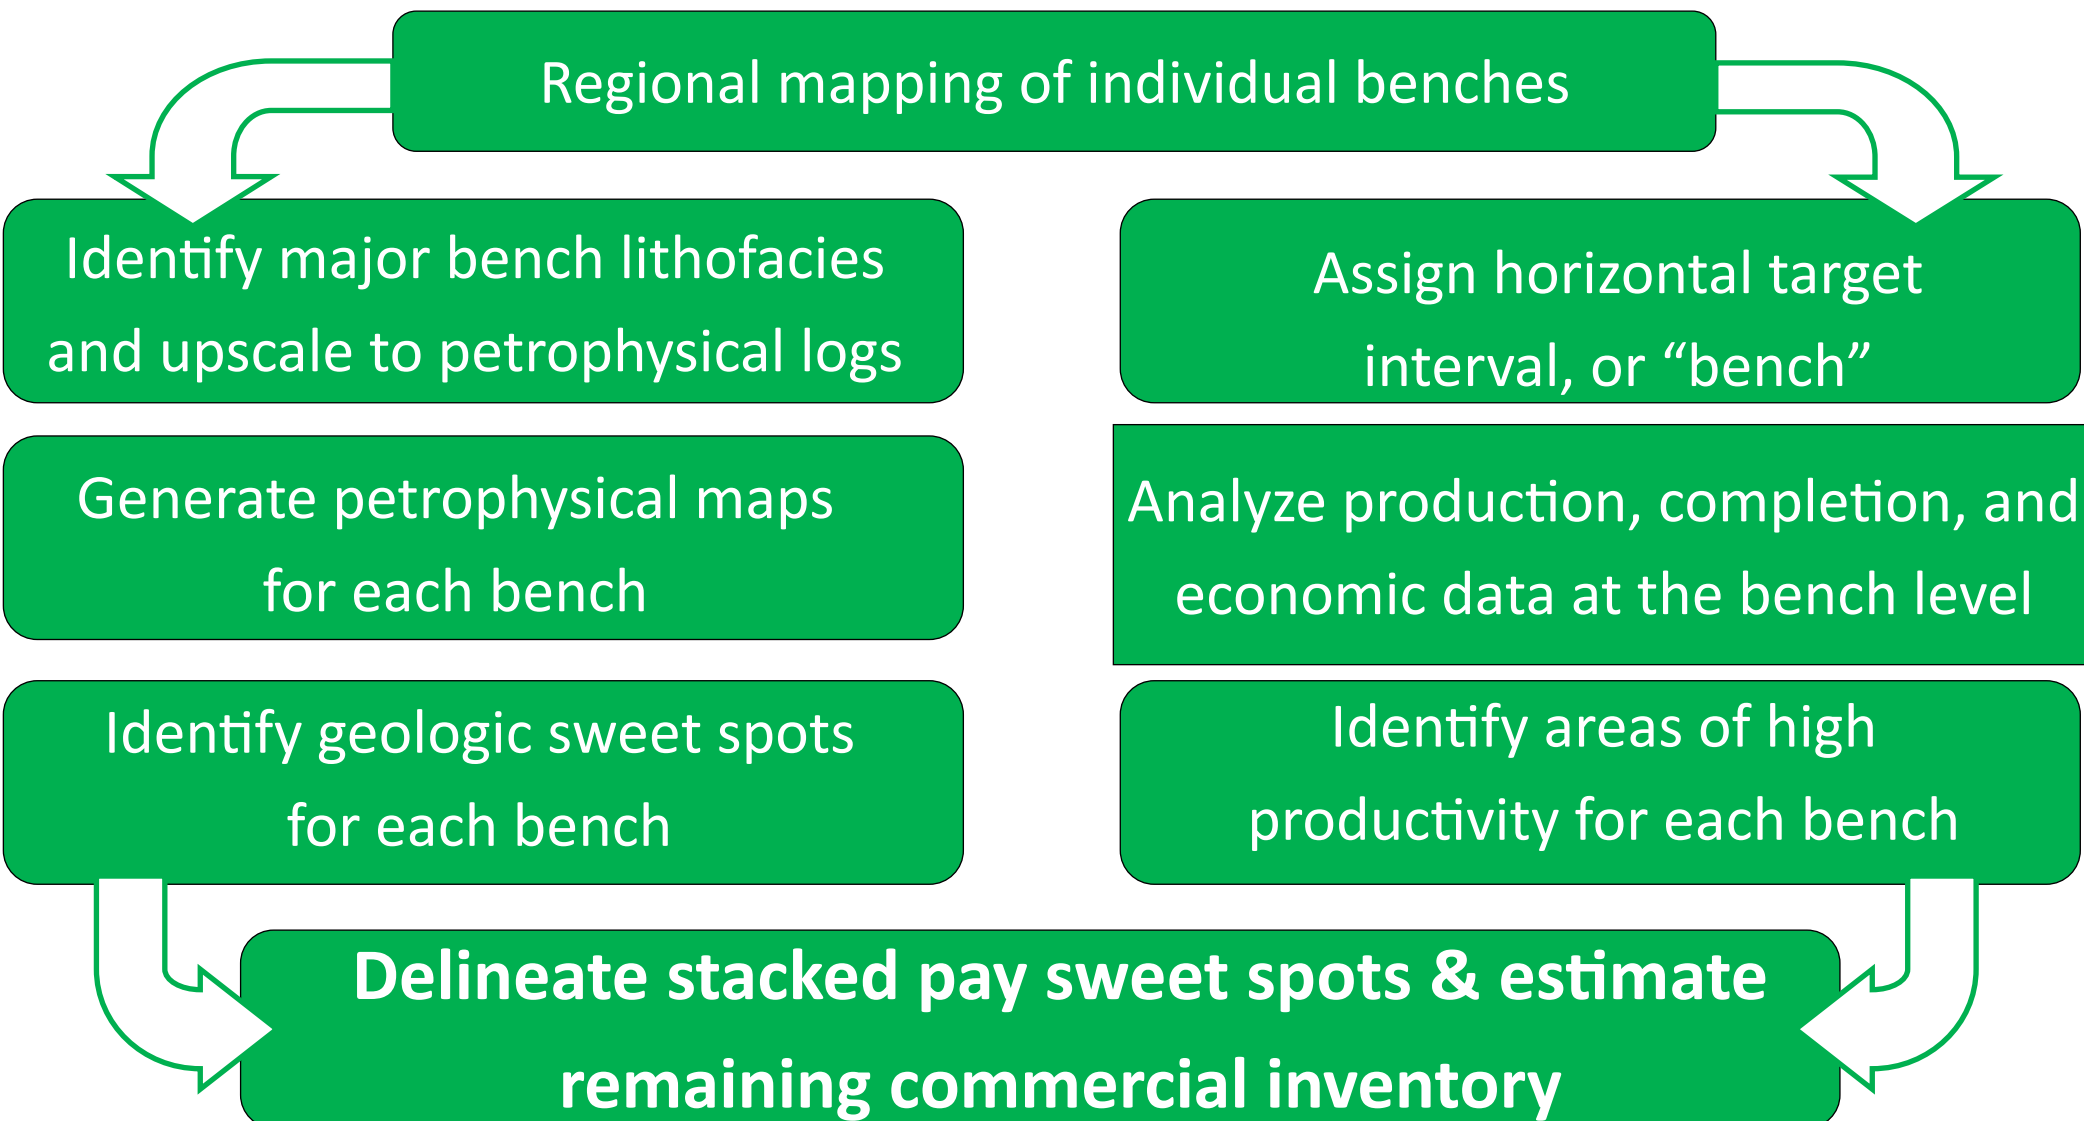 Regional mapping of individual benches
Identify major bench lithofacies
and upscale to petrophysical logs
Assign horizontal target
interval, or “bench”
Generate petrophysical maps
for each bench
Analyze production, completion, and
economic data at the bench level
Identify geologic sweet spots
for each bench
Identify areas of high
productivity for each bench
Delineate stacked pay sweet spots & estimate
remaining commercial inventory